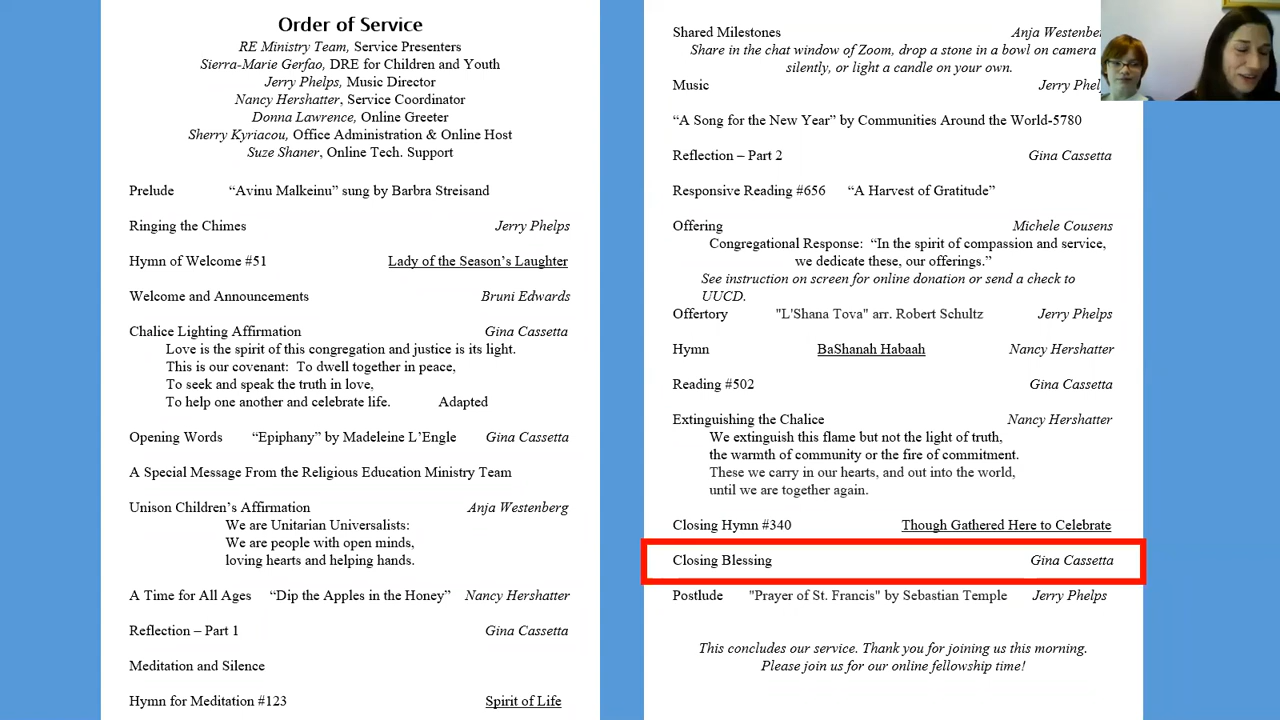 Order of Service
RE Ministry Team, Service Presenters
Sierra-Marie Gerfao, DRE for Children and Youth
Jerry Phelps, Music Director
Nancy Hershatter, Service Coordinator
Donna Lawrence, Online Greeter
Sherry Kyriacou, Office Administration & Online Host
Suze Shaner, Online Tech. Support
Prelude “Avinu Malkeinu” sung by Barbra Streisand
Ringing the Chimes Jerry Phelps
Hymn of Welcome #51 Lady of the Season’s Laughter
Welcome and Announcements Bruni Edwards
Chalice Lighting Affirmation Gina Cassetta
Love is the spirit of this congregation and justice is its light.
This is our covenant: To dwell together in peace,
To seek and speak the truth in love,
To help one another and celebrate life. Adapted
Opening Words “Epiphany” by Madeleine L’Engle Gina Cassetta
A Special Message From the Religious Education Ministry Team
Unison Children’s Affirmation Anja Westenberg
We are Unitarian Universalists:
We are people with open minds,
loving hearts and helping hands.
A Time for All Ages “Dip the Apples in the Honey” Nancy Hershatter
Reflection – Part 1 Gina Cassetta
Meditation and Silence
Hymn for Meditation #123 Spirit of Life
Shared Milestones Anja Westenber
Share in the chat window of Zoom, drop a stone in a bowl on camera
silently, or light a candle on your own.
Music Jerry Phelp
“A Song for the New Year” by Communities Around the World-5780
Reflection – Part 2 Gina Cassetta
Responsive Reading #656 “A Harvest of Gratitude”
Offering Michele Cousens
Congregational Response: “In the spirit of compassion and service,
we dedicate these, our offerings.”
See instruction on screen for online donation or send a check to
UUCD.
Offertory "L'Shana Tova" arr. Robert Schultz Jerry Phelps
Hymn BaShanah Habaah Nancy Hershatter
Reading #502 Gina Cassetta
Extinguishing the Chalice Nancy Hershatter
We extinguish this flame but not the light of truth,
the warmth of community or the fire of commitment.
These we carry in our hearts, and out into the world,
until we are together again.
Closing Hymn #340 Though Gathered Here to Celebrate
Closing Blessing Gina Cassetta
Postlude "Prayer of St. Francis" by Sebastian Temple Jerry Phelps
This concludes our service. Thank you for joining us this morning.
Please join us for our online fellowship time!